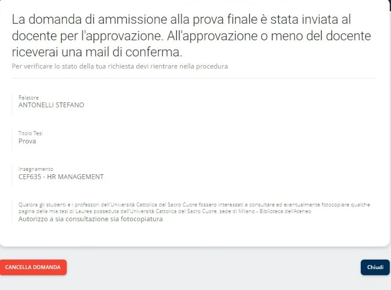 La domanda di ammissione alla prova finale è stata inviata al
docente per l'approvazione. All'approvazione o meno del docente
riceverai una mail di conferma.
Per verificare lo stato della tua richiesta devi rientrare nella procedura
Relatore
ANTONELLI STEFANO
Titolo Tesi
Prova
Insegnamento
CEF635 - HR MANAGEMENT
Qualora gli studenti e i professori dell'Università Cattolica del Sacro Cuore fossero interessati a consultare ed eventualmente fotocopiare qualche
pagina della mia tesi di Laurea possedute dall'Università Cattolica del Sacro Cuore, sede di Milano - Biblioteca dell'Ateneo
Autorizzo a sia consultazione sia fotocopiatura
CANCELLA DOMANDA
Chiudi